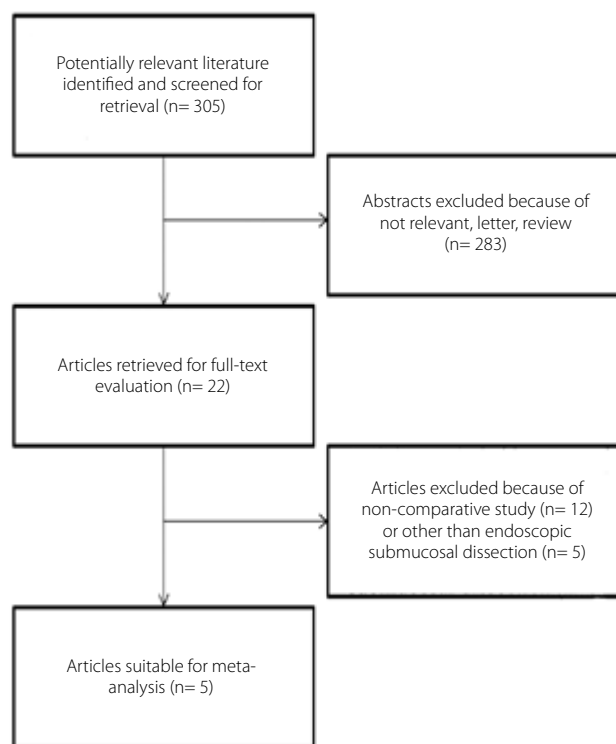 Potentially relevant literature
identified and screened for
retrieval (n= 305)
Abstracts excluded because of
not relevant, letter, review
(n= 283)
Articles retrieved for full-text
evaluation (n= 22)
Articles excluded because of
non-comparative study (n= 12)
or other than endoscopic
submucosal dissection (n= 5)
Articles suitable for meta-
analysis (n= 5)